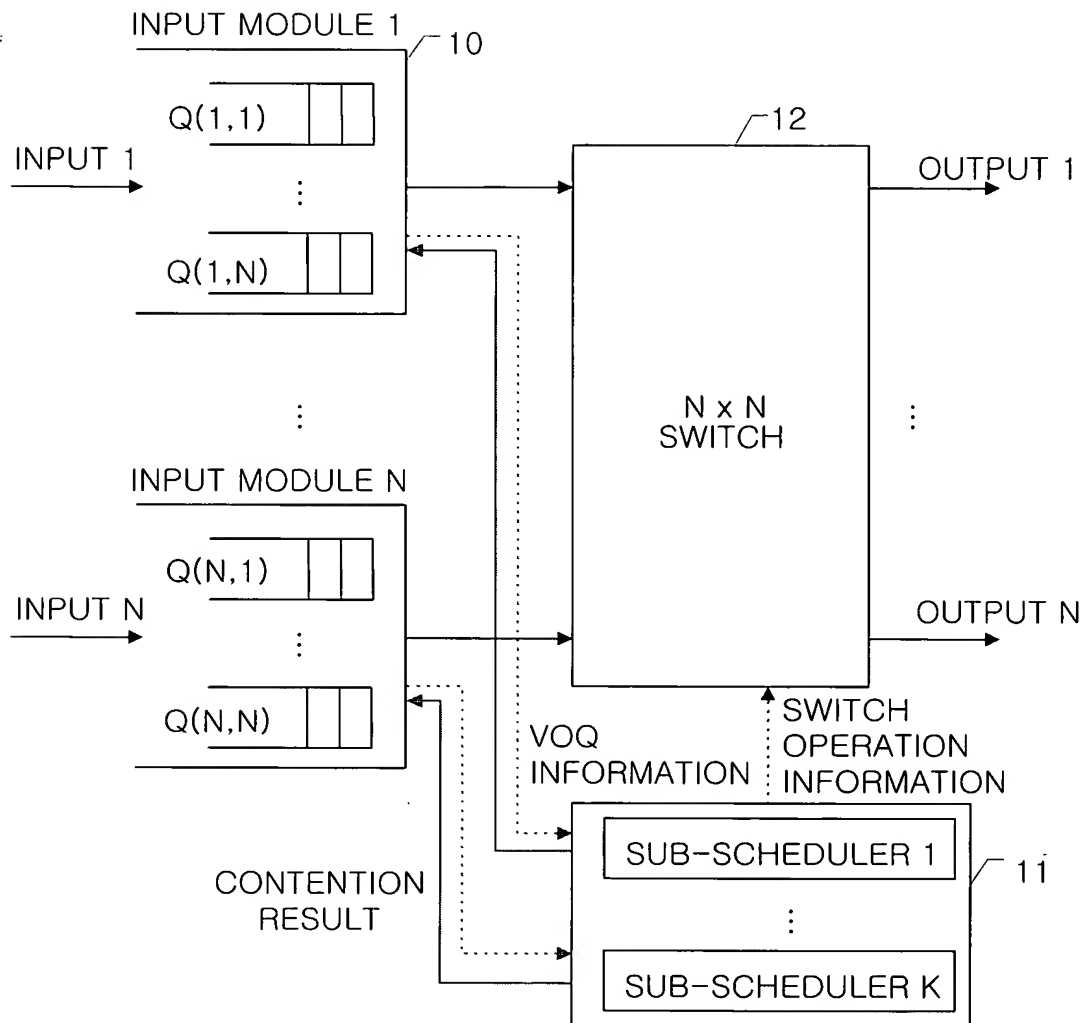 INPUT MODULE 1
10
Q(1,1)
12
INPUT 1
OUTPUT 1
⋮
Q(1,N)
⋮
N x N
SWITCH
⋮
INPUT MODULE N
Q(N,1)
INPUT N
OUTPUT N
⋮
Q(N,N)
VOQ
INFORMATION
SWITCH
OPERATION
INFORMATION
CONTENTION
RESULT
SUB-SCHEDULER 1
11
⋮
SUB-SCHEDULER K